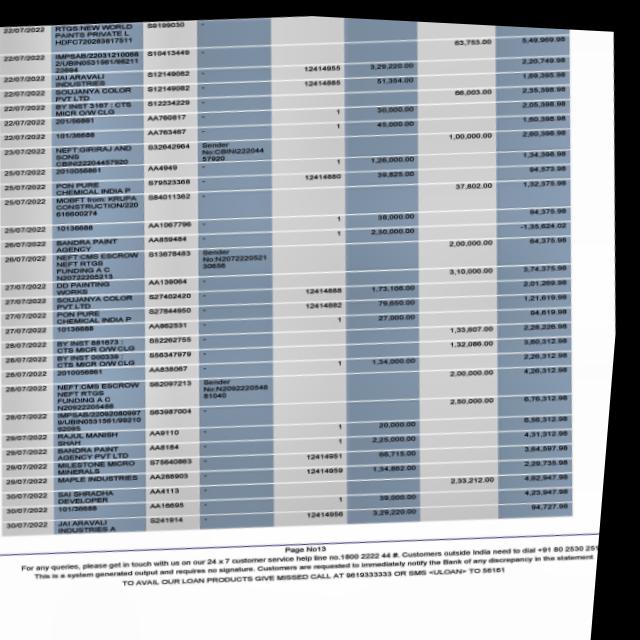 22/07/2022 RTGS:NEW WORLD S8199030 -
PAINTS PRIVATE L
HDFC720283817511 63,753.00 5,49,969.98
22/07/2022 IMPSAB/22031210068 S10413449 -
2/UBIN0531561/66211
23694 2,20,749.98
22/07/2022 JAI ARAVALI S12149082 - 12414955 3,29,220.00
INDUSTRIES 1,69,395.98
22/07/2022 SOUJANYA COLOR S12149082 - 12414885 51,354.00
PVT LTD 66,003.00 2,35,398.98
22/07/2022 BY INST 3167 : CTS S12234229 -
MICR O/W CLG 2,05,398.98
22/07/2022 201/56861 AA760817 - 1 30,000.00
1,60,398.98
22/07/2022 101/36688 AA763467 - 1 45,000.00
1,00,000.00 2,60,398.98
23/07/2022 NEFT:GIRIRAJ AND S32642964 Sender
SONS No:CBINI222044
CBINI22204457920 57920 1,34,398.98
25/07/2022 2010056861 AA4949 - 1 1,26,000.00
94,573.98
25/07/2022 PON PURE S79523368 - 12414880 39,825.00
CHEMICAL INDIA P 37,802.00 1,32,375.98
25/07/2022 MOBFT from: KRUPA S84011362 -
CONSTRUCTION/220
616600274 94,375.98
25/07/2022 10136688 AA1067796 - 1 38,000.00
-1,35,624.02
26/07/2022 BANDRA PAINT AA859484 - 1 2,30,000.00
AGENCY 2,00,000.00 64,375.98
26/07/2022 NEFT:CMS ESCROW S13678483 Sender
NEFT RTGS No:N2072220521
FUNDING A C 30656
N20722205213 3,10,000.00 3,74,375.98
27/07/2022 DD PAINTING AA139064 -
WORKS 2,01,269.98
27/07/2022 SOUJANYA COLOR S27402420 - 12414888 1,73,106.00
PVT LTD 1,21,619.98
27/07/2022 PON PURE S27844950 - 12414882 79,650.00
CHEMICAL INDIA P 94,619.98
27/07/2022 10136688 AA662531 - 1 27,000.00
1,33,607.00 2,28,226.98
28/07/2022 BY INST 881673 : S52262755 -
CTS MICR O/W CLG 1,32,086.00 3,60,312.98
28/07/2022 BY INST 000338 : S56347979 -
CTS MICR O/W CLG 2,26,312.98
28/07/2022 2010056861 AA838067 - 1 1,34,000.00
2,00,000.00 4,26,312.98
28/07/2022 NEFT:CMS ESCROW S62097213 Sender
NEFT RTGS No:N2092220548
FUNDING A C 81040
N20922205488 2,50,000.00 6,76,312.98
28/07/2022 IMPSAB/22092080997 S63987004 -
9/UBIN0531561/99210
92095 6,56,312.98
29/07/2022 RAJUL MANISH AA9110 - 1 20,000.00
SHAH 4,31,312.98
29/07/2022 BANDRA PAINT AA8184 - 1 2,25,000.00
AGENCY PVT LTD 3,64,597.98
29/07/2022 MILESTONE MICRO S75640863 - 12414951 66,715.00
MINERALS 2,29,735.98
29/07/2022 MAPLE INDUSTRIES AA288903 - 12414959 1,34,862.00
2,33,212.00 4,62,947.98
30/07/2022 SAI SHRADHA AA4113 -
DEVELOPER 4,23,947.98
30/07/2022 101/36688 AA16695 - 1 39,000.00
94,727.98
30/07/2022 JAI ARAVALI S241914 - 12414956 3,29,220.00
INDUSTRIES A
Page No13
For any queries, please get in touch with us on our 24 x 7 customer service help line no.1800 2222 44 #. Customers outside India need to dial +91 80 2530
This is a system generated output and requires no signature. Customers are requested to immediately notify the Bank of any discrepancy in the statement
TO AVAIL OUR LOAN PRODUCTS GIVE MISSED CALL AT 9619333333 OR SMS <ULOAN> TO 56161